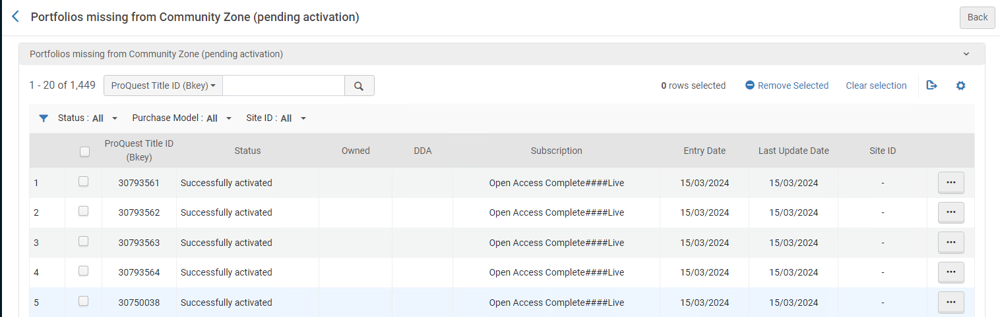 Portfolios missing from Community Zone (pending activation)
Back
Portfolios missing from Community Zone (pending activation)
1 - 20 of 1,449 ProQuest Title ID (Bkey) 0 rows selected Remove Selected Clear selection
Status : All Purchase Model : All Site ID : All
ProQuest Title ID (Bkey) Status Owned DDA Subscription Entry Date Last Update Date Site ID
1 30793561 Successfully activated Open Access Complete####Live 15/03/2024 15/03/2024 -
2 30793562 Successfully activated Open Access Complete####Live 15/03/2024 15/03/2024 -
3 30793563 Successfully activated Open Access Complete####Live 15/03/2024 15/03/2024 -
4 30793564 Successfully activated Open Access Complete####Live 15/03/2024 15/03/2024 -
5 30750038 Successfully activated Open Access Complete####Live 15/03/2024 15/03/2024 -